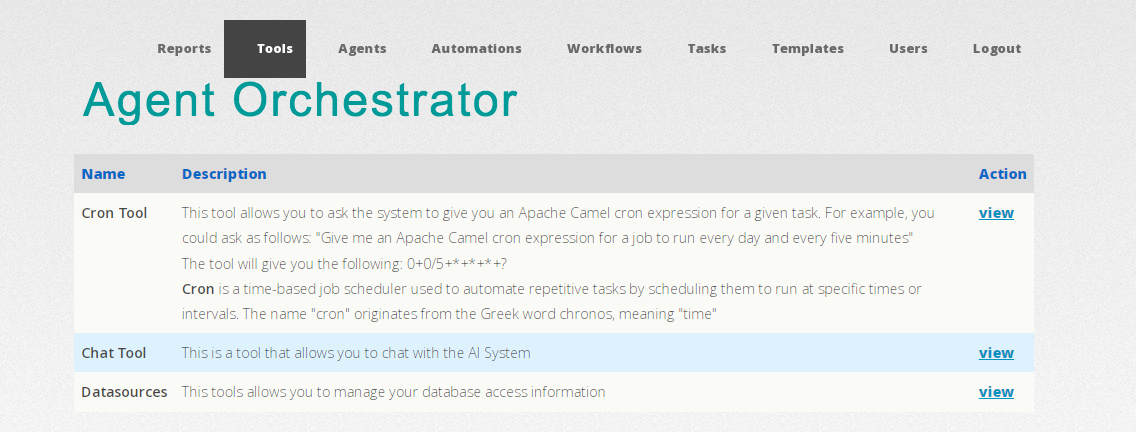 Reports Tools Agents Automations Workflows Tasks Templates Users Logout
Agent Orchestrator
Name Description Action
Cron Tool This tool allows you to ask the system to give you an Apache Camel cron expression for a given task. For example, you view
could ask as follows: "Give me an Apache Camel cron expression for a job to run every day and every five minutes"
The tool will give you the following: 0+0/5+*+*+*+?
Cron is a time-based job scheduler used to automate repetitive tasks by scheduling them to run at specific times or
intervals. The name "cron" originates from the Greek word chronos, meaning "time"
Chat Tool This is a tool that allows you to chat with the AI System view
Datasources This tools allows you to manage your database access information view